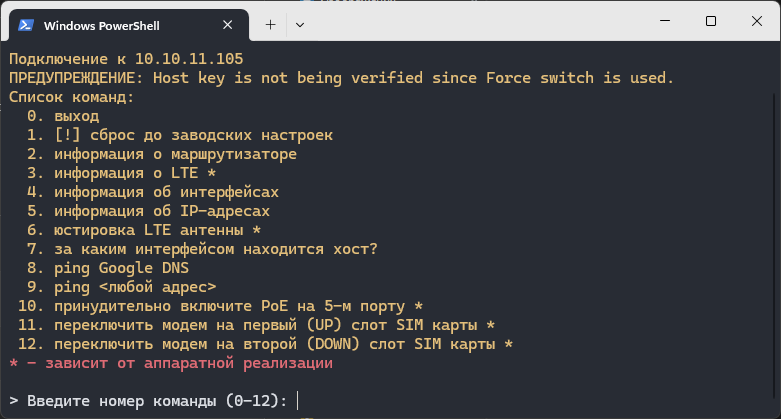 Windows PowerShell
Подключение к 10.10.11.105
ПРЕДУПРЕЖДЕНИЕ: Host key is not being verified since Force switch is used.
Список команд:
0. выход
1. [!] сброс до заводских настроек
2. информация о маршрутизаторе
3. информация о LTE *
4. информация об интерфейсах
5. информация об IP-адресах
6. юстировка LTE антенны *
7. за каким интерфейсом находится хост?
8. ping Google DNS
9. ping <любой адрес>
10. принудительно включите PoE на 5-м порту *
11. переключить модем на первый (UP) слот SIM карты *
12. переключить модем на второй (DOWN) слот SIM карты *
* - зависит от аппаратной реализации
> Введите номер команды (0-12):